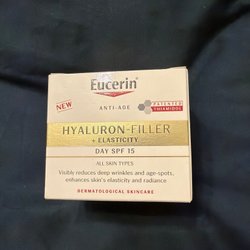 Eucerin
NEW
ANTI-AGE
PATENTED
THIAMIDOL
HYALURON-FILLER
+ ELASTICITY
DAY SPF 15
ALL SKIN TYPES
Visibly reduces deep wrinkles and age-spots,
enhances skin's elasticity and radiance
DERMATOLOGICAL SKINCARE